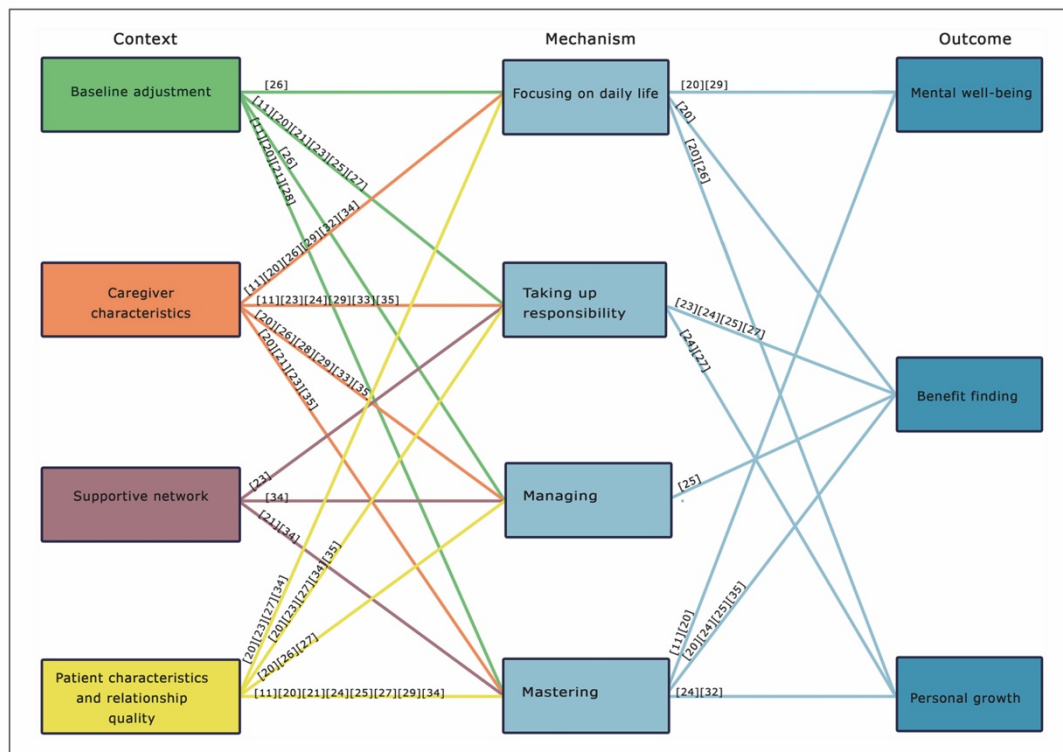 Context
Mechanism
Outcome
Baseline adjustment
[26]
[11][20][21][23][25][27]
[26]
[11][20][21][28]
Focusing on daily life
[20][29]
[20]
[20][26]
Mental well-being
Caregiver
characteristics
[11][20][26][29][32][34]
[11][23][24][29][33][35]
[20][26][28][29][33][35
[20][21][23][35]
Taking up
responsibility
[23][24][25][27]
[24][27]
Benefit finding
Supportive network
[23]
[34]
[21][34]
Managing
[25]
Patient characteristics
and relationship
quality
[20][23][27][34]
[20][23][27][34][35]
[20][26][27]
[11][20][21][24][25][27][29][34]
Mastering
[11][20]
[20][24][25][35]
[24][32]
Personal growth